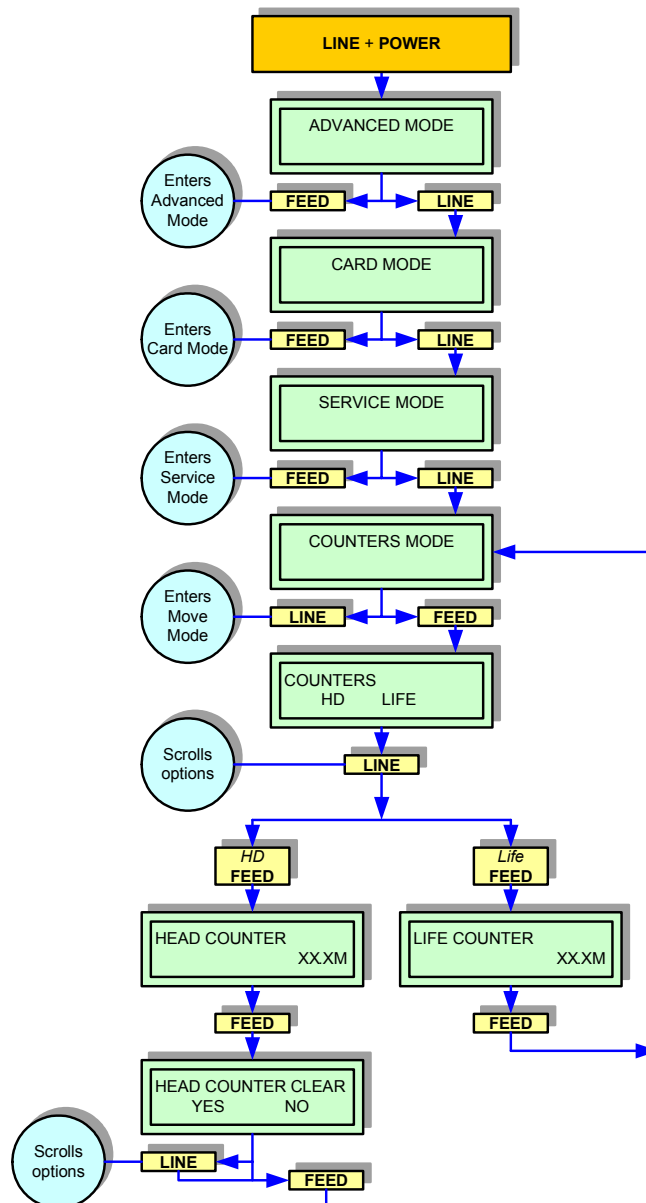 LINE + POWER
ADVANCED MODE
Enters
Advanced
Mode
FEED
LINE
CARD MODE
Enters
Card Mode
FEED
LINE
SERVICE MODE
Enters
Service
Mode
FEED
LINE
COUNTERS MODE
Enters
Move
Mode
LINE
FEED
COUNTERS
HD LIFE
Scrolls
options
LINE
HD
FEED
Life
FEED
HEAD COUNTER
XX.XM
LIFE COUNTER
XX.XM
FEED
FEED
HEAD COUNTER CLEAR
YES NO
Scrolls
options
LINE
FEED